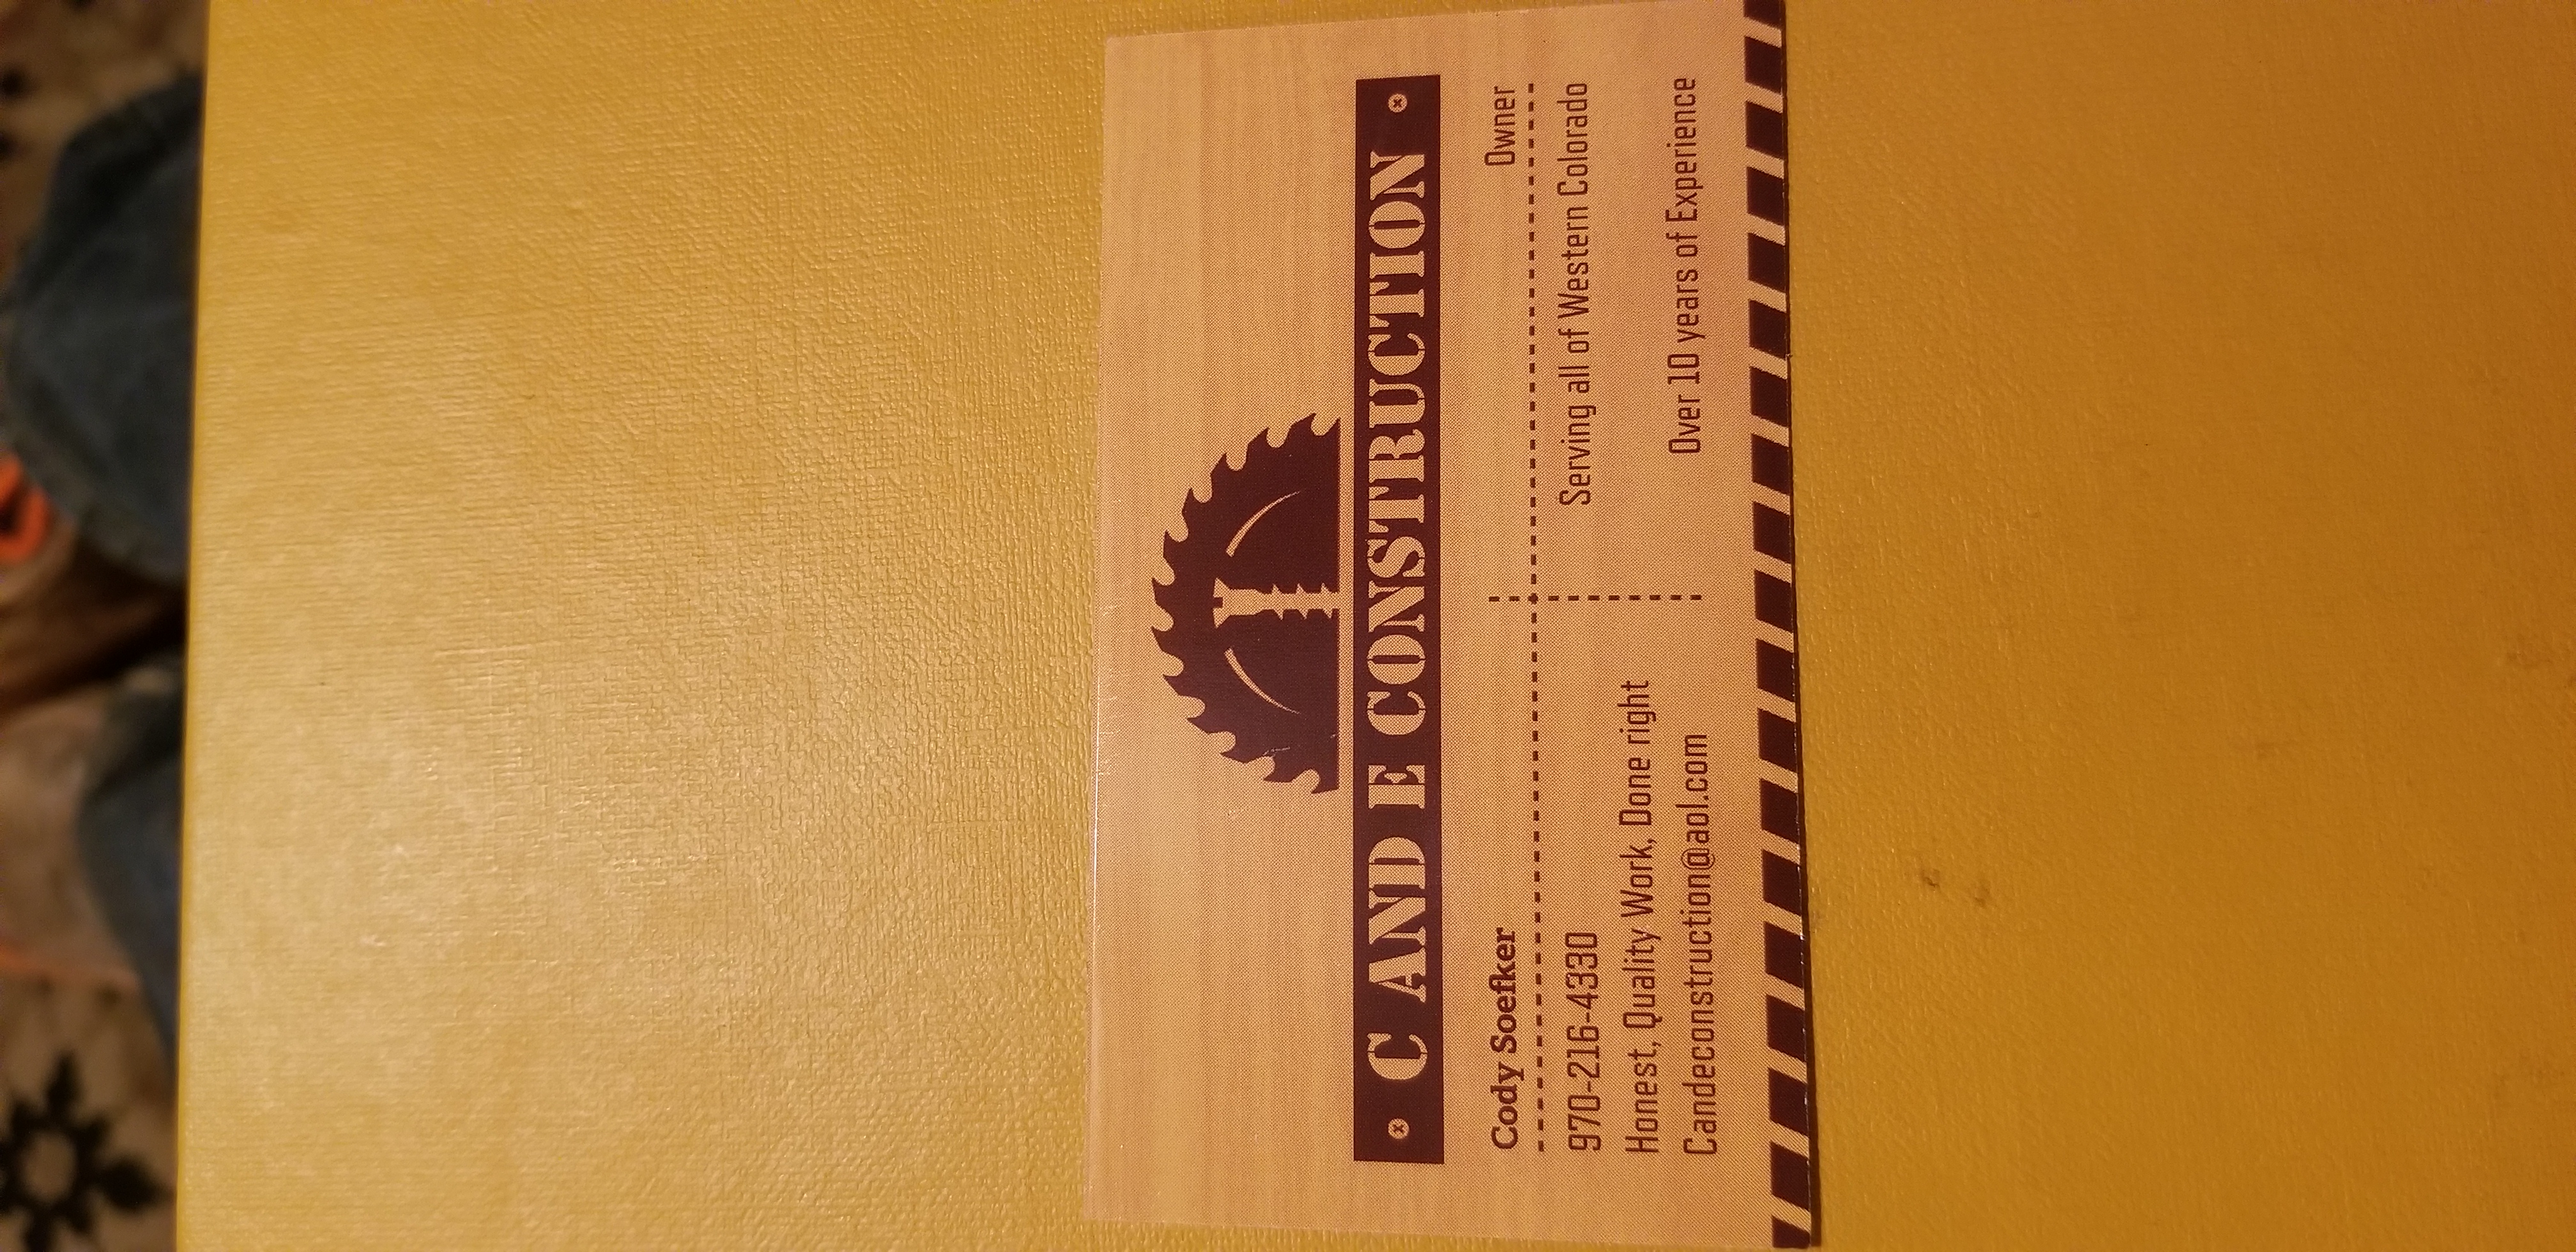 C AND E CONSTRUCTION
Cody Soefker
Owner
970-216-4330
Serving all of Western Colorado
Honest, Quality Work, Done right
Candeconstruction@aol.com
Over 10 years of Experience